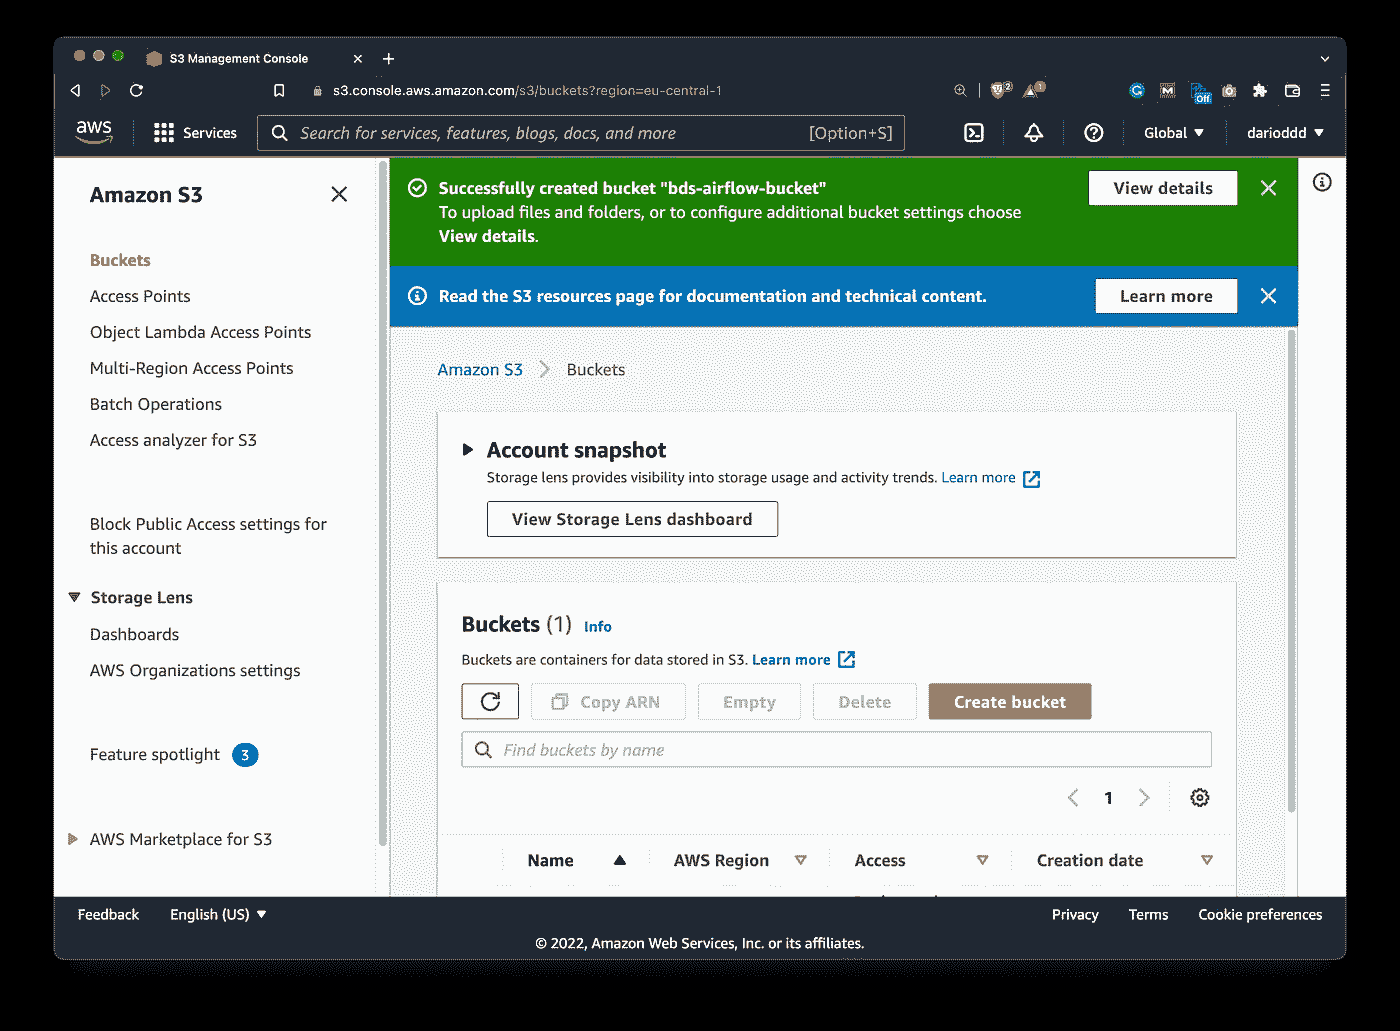 S3 Management Console
s3.console.aws.amazon.com/s3/buckets?region=eu-central-1
2
1
Off
aws
Services
Search for services, features, blogs, docs, and more
[Option+S]
Global
darioddd
Amazon S3
Buckets
Access Points
Object Lambda Access Points
Multi-Region Access Points
Batch Operations
Access analyzer for S3
Block Public Access settings for
this account
Storage Lens
Dashboards
AWS Organizations settings
Feature spotlight 3
AWS Marketplace for S3
Successfully created bucket "bds-airflow-bucket"
To upload files and folders, or to configure additional bucket settings choose
View details.
View details
Read the S3 resources page for documentation and technical content.
Learn more
Amazon S3 Buckets
Account snapshot
Storage lens provides visibility into storage usage and activity trends. Learn more
View Storage Lens dashboard
Buckets (1) Info
Buckets are containers for data stored in S3. Learn more
Copy ARN Empty Delete Create bucket
Find buckets by name
1
Name AWS Region Access Creation date
Feedback English (US) Privacy Terms Cookie preferences
© 2022, Amazon Web Services, Inc. or its affiliates.